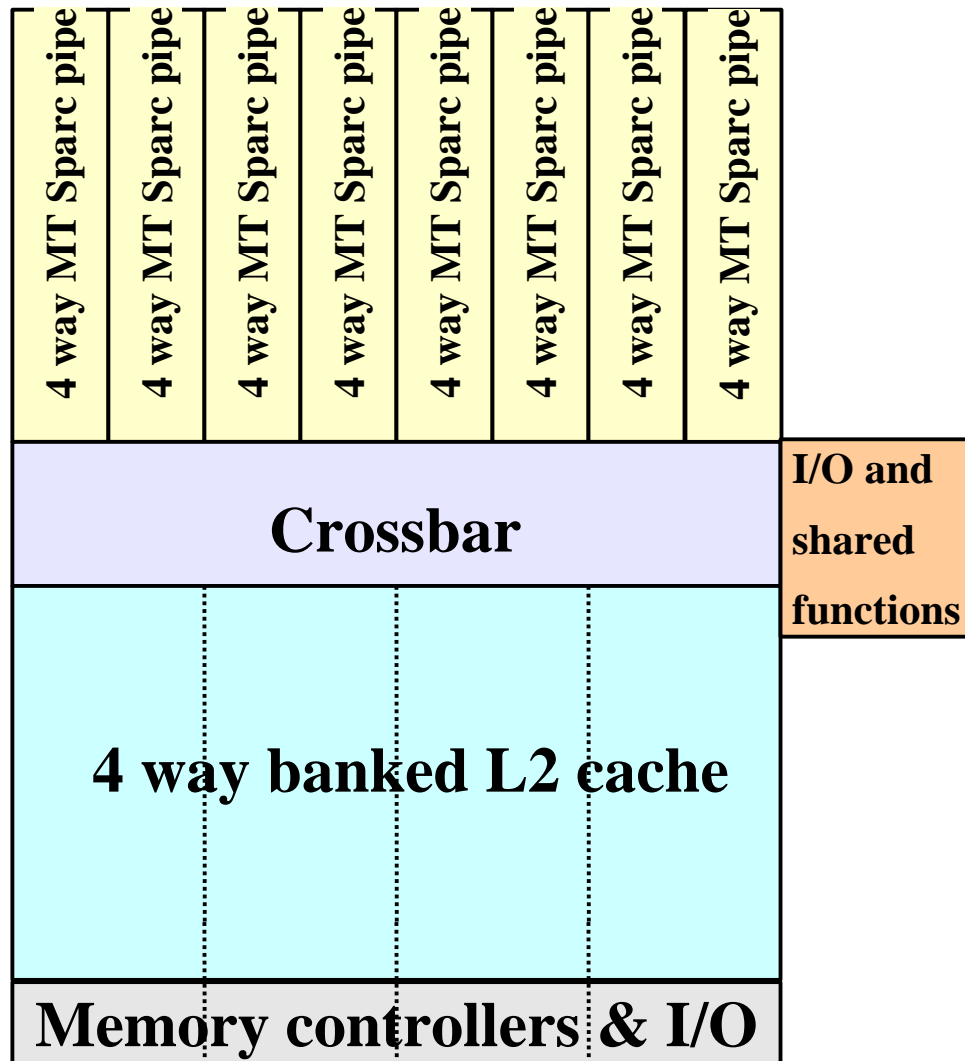 4 way MT Sparc pipe
4 way MT Sparc pipe
4 way MT Sparc pipe
4 way MT Sparc pipe
4 way MT Sparc pipe
4 way MT Sparc pipe
4 way MT Sparc pipe
4 way MT Sparc pipe
I/O and
shared
functions
Crossbar
4 way banked L2 cache
Memory controllers & I/O